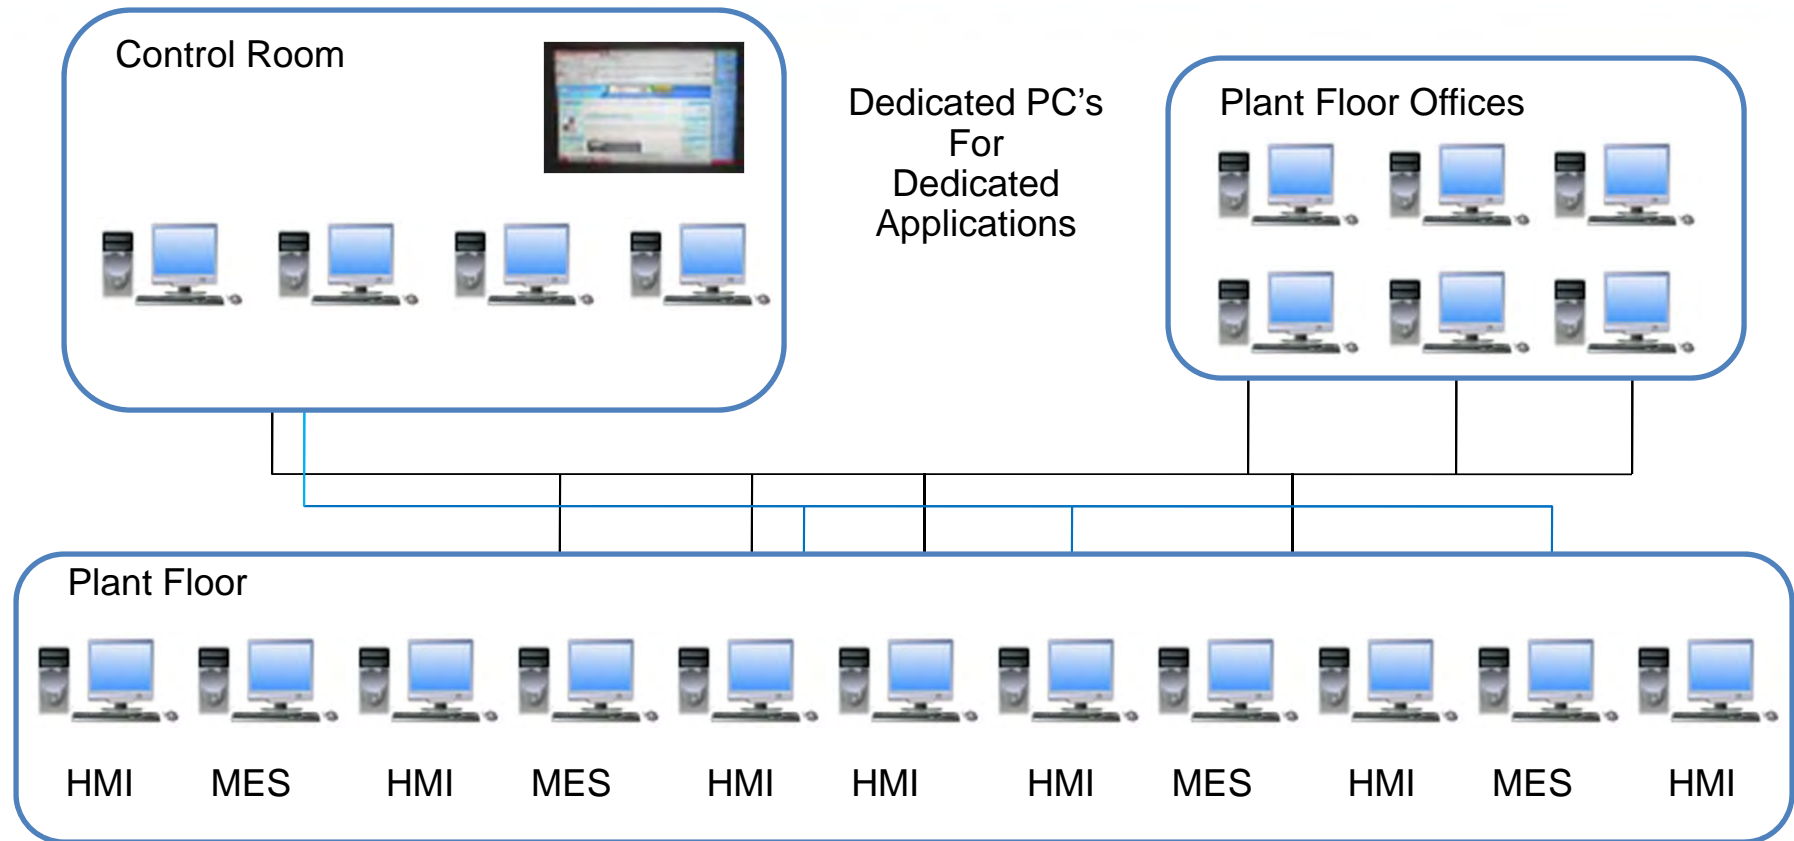 Control Room
Dedicated PC's
For
Dedicated
Applications
Plant Floor Offices
Plant Floor
HMI MES HMI MES HMI HMI HMI MES HMI MES HMI